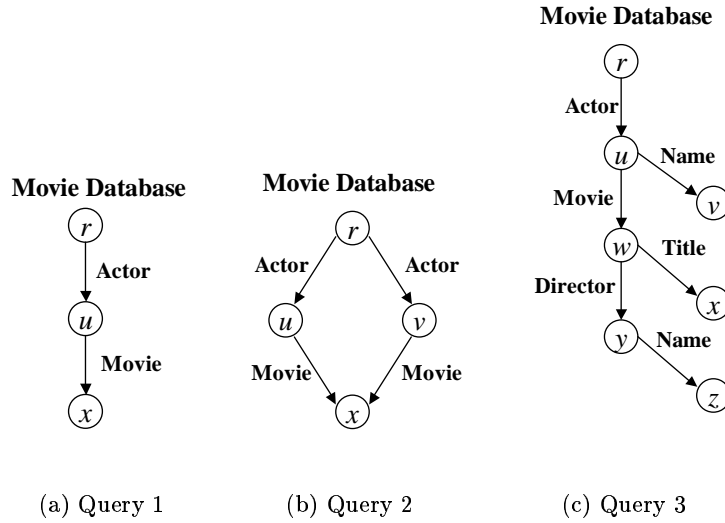 Movie Database
r
Actor
u
Movie
x
(a) Query 1
Movie Database
r
Actor Actor
u v
Movie Movie
x
(b) Query 2
Movie Database
r
Actor
u
Name
v
Movie
w
Title
x
Director
y
Name
z
(c) Query 3